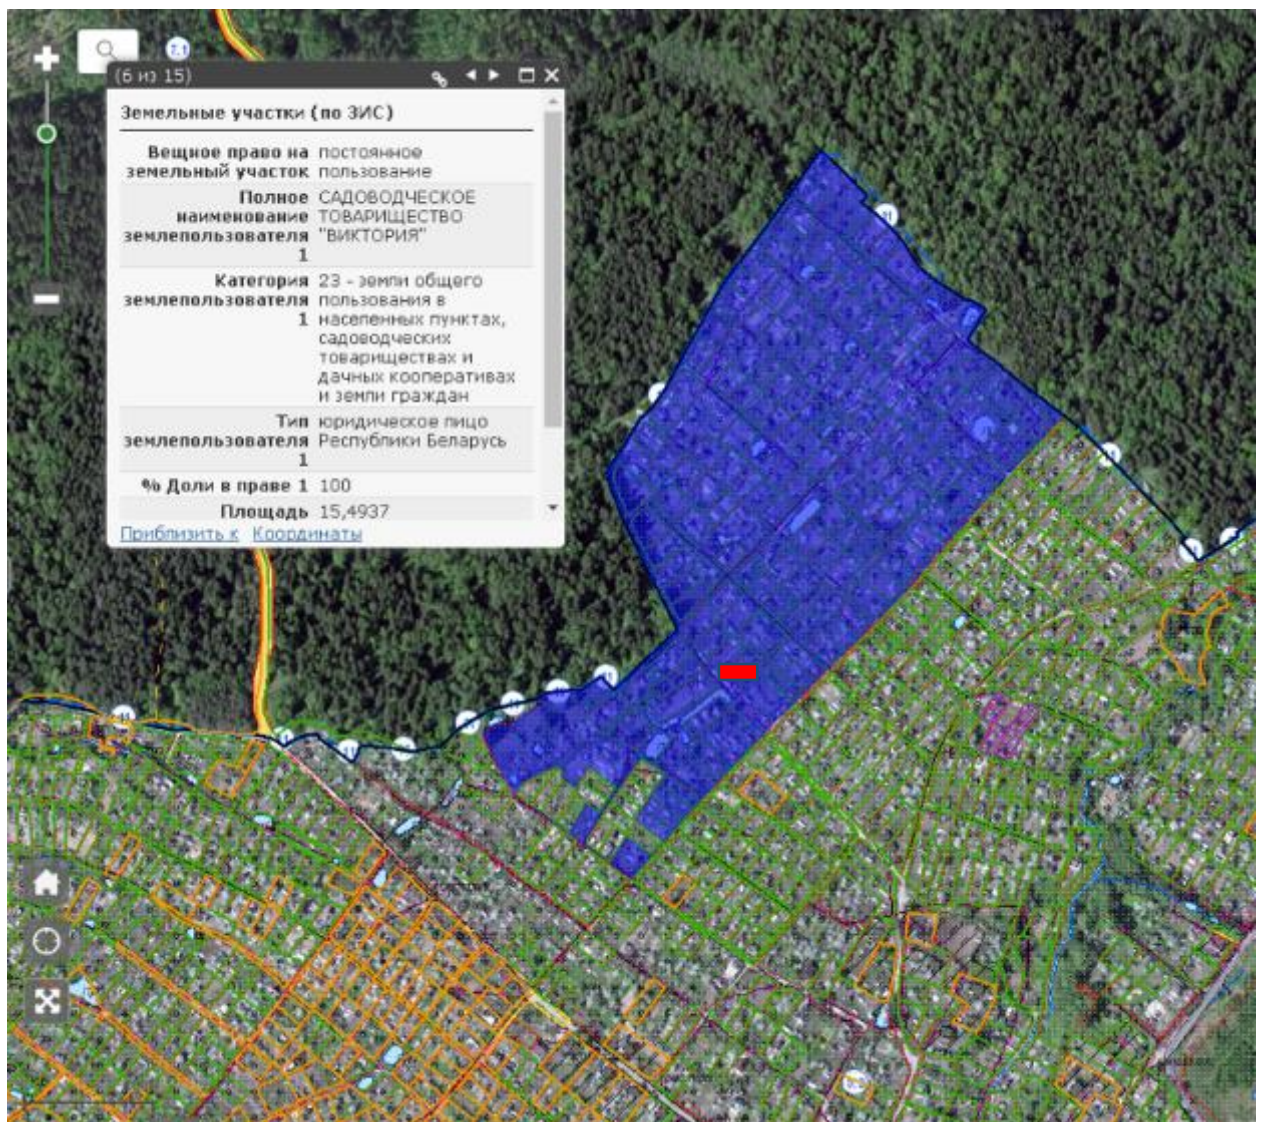 7.1
(6 из 15)
Земельные участки (по ЗИС)
Вещное право на земельный участок постоянное пользование
Полное наименование землепользователя 1 САДОВОДЧЕСКОЕ ТОВАРИЩЕСТВО "ВИКТОРИЯ"
Категория землепользователя 1 23 - земли общего пользования в населенных пунктах, садоводческих товариществах и дачных кооперативах и земли граждан
Тип землепользователя 1 юридическое лицо Республики Беларусь
% Доли в праве 1 100
Площадь 15,4937
Приблизить к Координаты